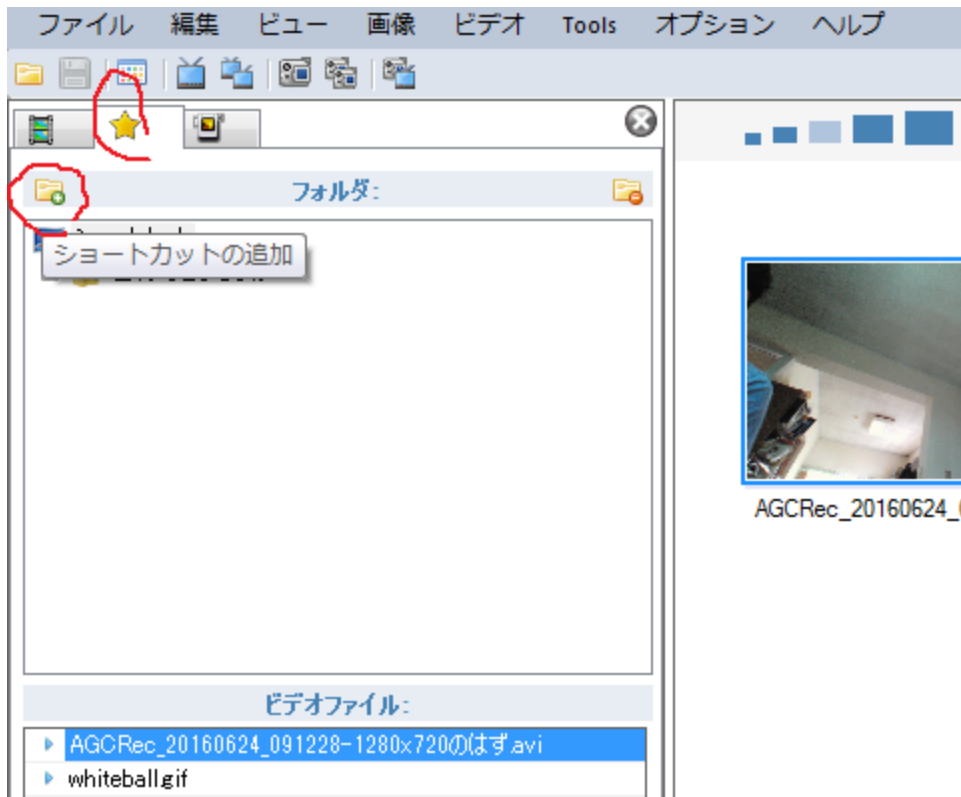 ファイル 編集 ビュー 画像 ビデオ Tools オプション ヘルプ
フォルダ:
ショートカットの追加
AGCRec_20160624_
ビデオファイル:
AGCRec_20160624_091228-1280x720のはず.avi
whiteball.gif